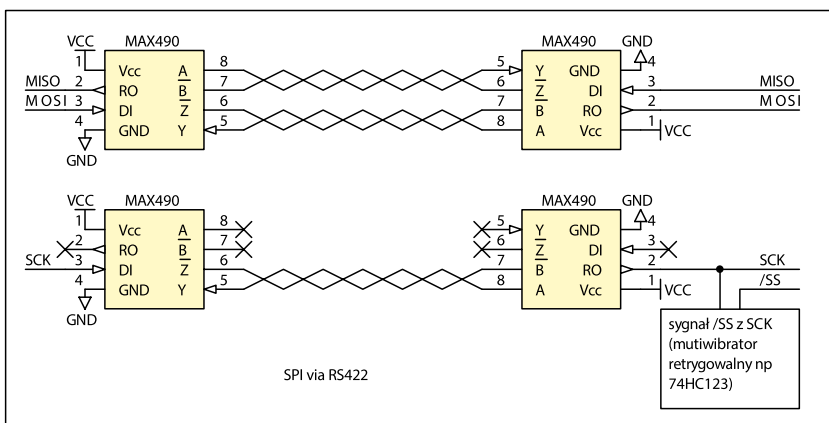 VCC MAX490 MAX490 GND
1 Vcc A 8 5 Y GND 4
MISO 2 RO B 7 6 Z DI 3 MISO
MOSI 3 DI Z 6 7 B RO 2 MOSI
4 GND Y 5 8 A Vcc 1 VCC
GND
VCC MAX490 MAX490 GND
1 Vcc A 8 5 Y GND 4
2 RO B 7 6 Z DI 3
SCK 3 DI Z 6 7 B RO 2 SCK
4 GND Y 5 8 A Vcc 1 VCC /SS
GND
sygnał /SS z SCK
(mutiwibrator
retrygowalny np
74HC123)
SPI via RS422